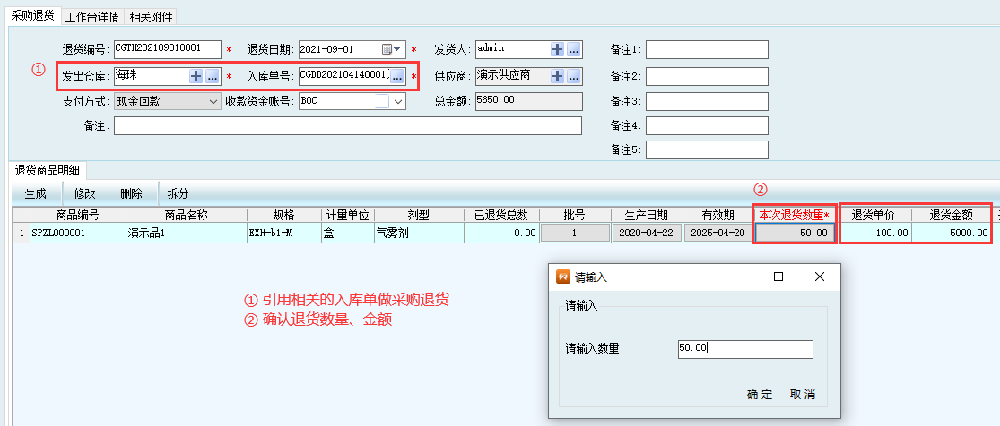 采购退货 工作台详情 相关附件
退货编号: CGTH202109010001 * 退货日期: 2021-09-01 * 发货人: admin 备注1:
① 发出仓库: 海珠 * 入库单号: CGDD202104140001 * 供应商: 演示供应商 备注2:
支付方式: 现金回款 收款资金账号: BOC 总金额: 5650.00 备注3:
备注: 备注4:
备注5:
退货商品明细
生成 修改 删除 拆分
②
商品编号 商品名称 规格 计量单位 剂型 已退货总数 批号 生产日期 有效期 本次退货数量* 退货单价 退货金额
1 SPZL000001 演示品1 EXH-b1-M 盒 气雾剂 0.00 1 2020-04-22 2025-04-20 50.00 100.00 5000.00
① 引用相关的入库单做采购退货
② 确认退货数量、金额
请输入
请输入
请输入数量 50.00
确定 取消